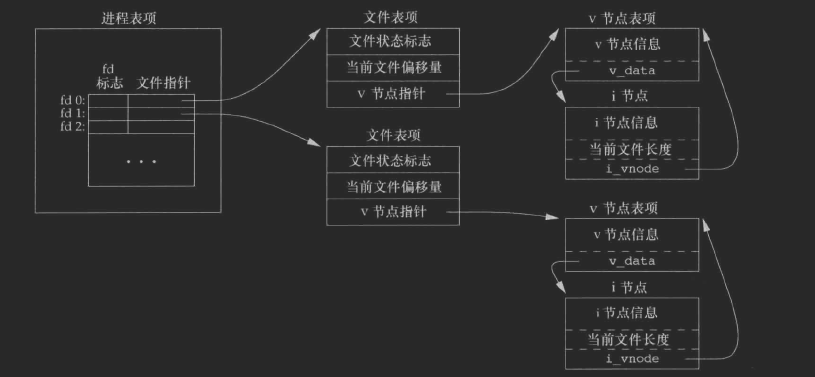 进程表项
fd
标志 文件指针
fd 0:
fd 1:
fd 2:
...
文件表项
文件状态标志
当前文件偏移量
v 节点指针
文件表项
文件状态标志
当前文件偏移量
v 节点指针
v 节点表项
v 节点信息
v_data
i 节点
i 节点信息
当前文件长度
i_vnode
v 节点表项
v 节点信息
v_data
i 节点
i 节点信息
当前文件长度
i_vnode